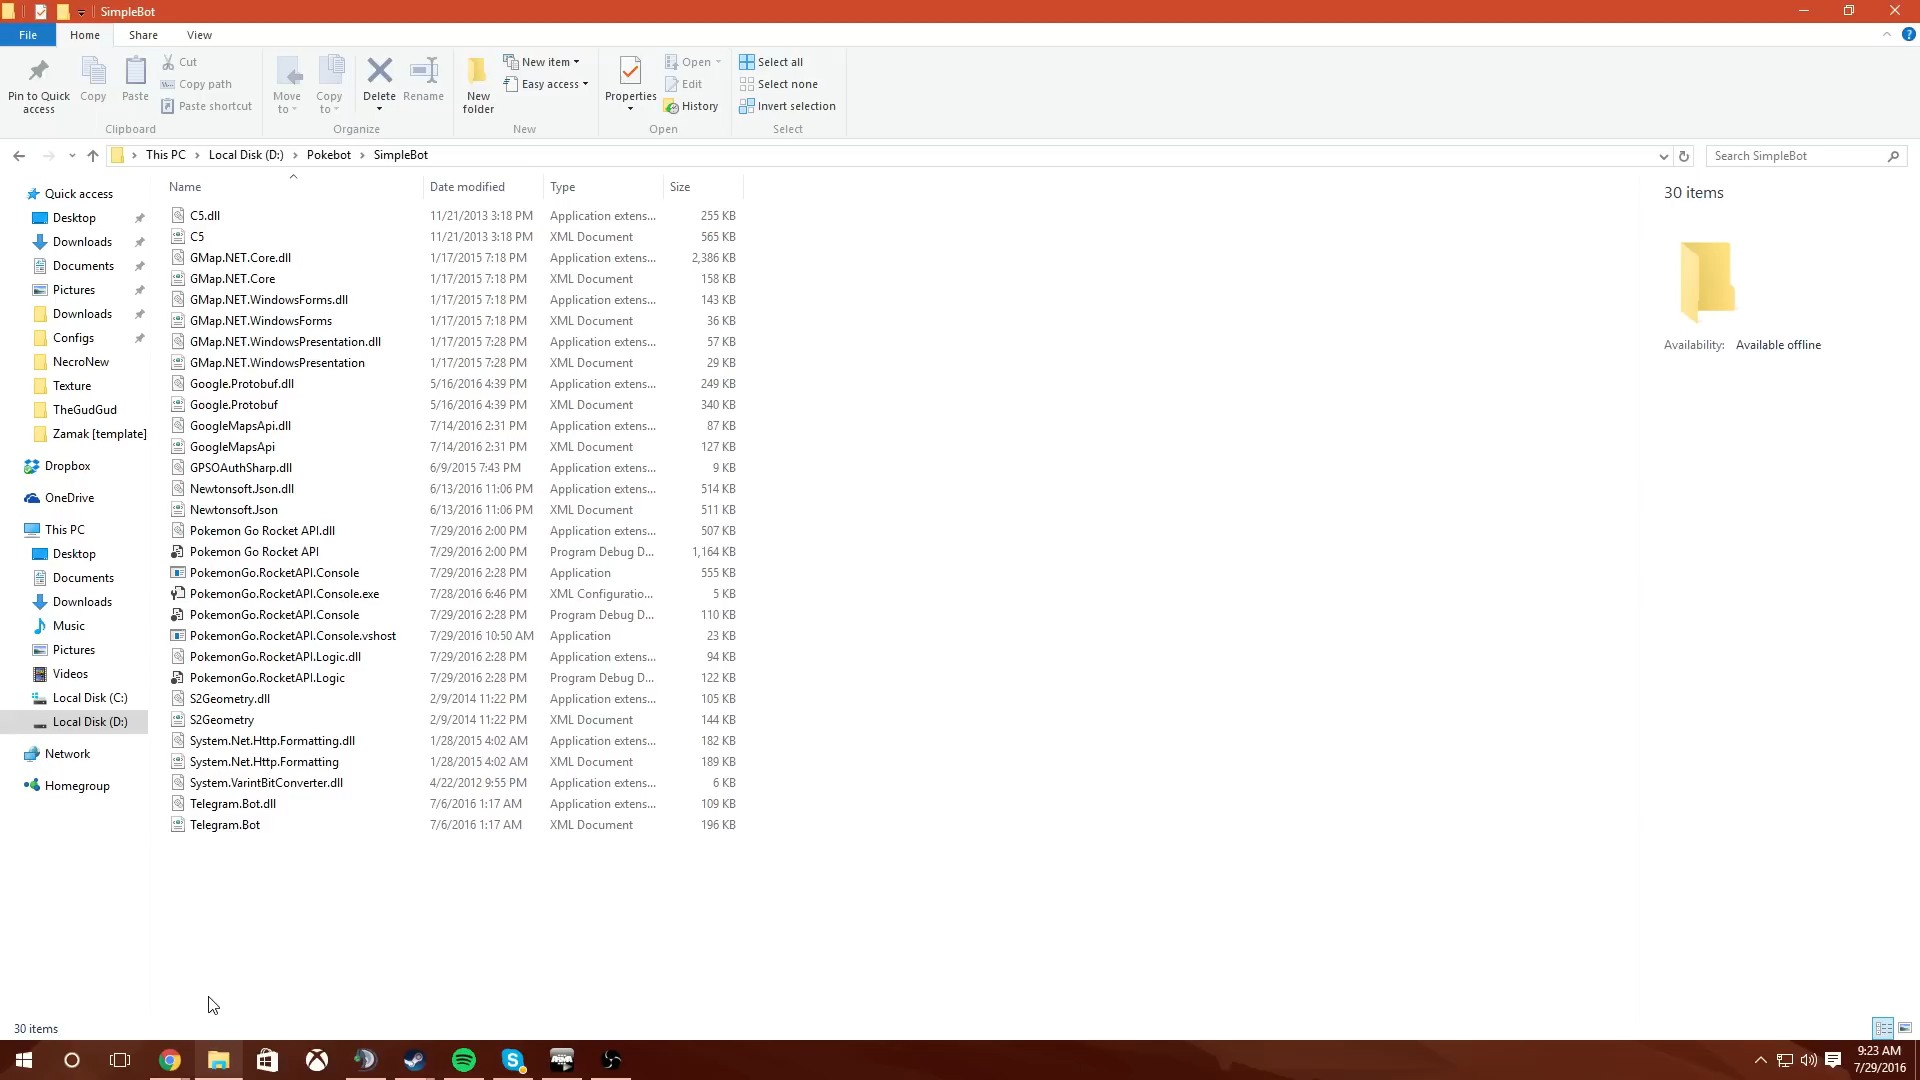 SimpleBot
File Home Share View
Pin to Quick access
Copy
Paste
Cut
Copy path
Paste shortcut
Clipboard
Move to
Copy to
Delete
Rename
Organize
New folder
New item
Easy access
New
Properties
Open
Edit
History
Open
Select all
Select none
Invert selection
Select
This PC Local Disk (D:) Pokebot SimpleBot
Search SimpleBot
Quick access
Desktop
Downloads
Documents
Pictures
Downloads
Configs
NecroNew
Texture
TheGudGud
Zamak [template]
Dropbox
OneDrive
This PC
Desktop
Documents
Downloads
Music
Pictures
Videos
Local Disk (C:)
Local Disk (D:)
Network
Homegroup
Name Date modified Type Size
C5.dll 11/21/2013 3:18 PM Application extens... 255 KB
C5 11/21/2013 3:18 PM XML Document 565 KB
GMap.NET.Core.dll 1/17/2015 7:18 PM Application extens... 2,386 KB
GMap.NET.Core 1/17/2015 7:18 PM XML Document 158 KB
GMap.NET.WindowsForms.dll 1/17/2015 7:18 PM Application extens... 143 KB
GMap.NET.WindowsForms 1/17/2015 7:18 PM XML Document 36 KB
GMap.NET.WindowsPresentation.dll 1/17/2015 7:28 PM Application extens... 57 KB
GMap.NET.WindowsPresentation 1/17/2015 7:28 PM XML Document 29 KB
Google.Protobuf.dll 5/16/2016 4:39 PM Application extens... 249 KB
Google.Protobuf 5/16/2016 4:39 PM XML Document 340 KB
GoogleMapsApi.dll 7/14/2016 2:31 PM Application extens... 87 KB
GoogleMapsApi 7/14/2016 2:31 PM XML Document 127 KB
GPSOAuthSharp.dll 6/9/2015 7:43 PM Application extens... 9 KB
Newtonsoft.Json.dll 6/13/2016 11:06 PM Application extens... 514 KB
Newtonsoft.Json 6/13/2016 11:06 PM XML Document 511 KB
Pokemon Go Rocket API.dll 7/29/2016 2:00 PM Application extens... 507 KB
Pokemon Go Rocket API 7/29/2016 2:00 PM Program Debug D... 1,164 KB
PokemonGo.RocketAPI.Console 7/29/2016 2:28 PM Application 555 KB
PokemonGo.RocketAPI.Console.exe 7/28/2016 6:46 PM XML Configuratio... 5 KB
PokemonGo.RocketAPI.Console 7/29/2016 2:28 PM Program Debug D... 110 KB
PokemonGo.RocketAPI.Console.vshost 7/29/2016 10:50 AM Application 23 KB
PokemonGo.RocketAPI.Logic.dll 7/29/2016 2:28 PM Application extens... 94 KB
PokemonGo.RocketAPI.Logic 7/29/2016 2:28 PM Program Debug D... 122 KB
S2Geometry.dll 2/9/2014 11:22 PM Application extens... 105 KB
S2Geometry 2/9/2014 11:22 PM XML Document 144 KB
System.Net.Http.Formatting.dll 1/28/2015 4:02 AM Application extens... 182 KB
System.Net.Http.Formatting 1/28/2015 4:02 AM XML Document 189 KB
System.VarintBitConverter.dll 4/22/2012 9:55 PM Application extens... 6 KB
Telegram.Bot.dll 7/6/2016 1:17 AM Application extens... 109 KB
Telegram.Bot 7/6/2016 1:17 AM XML Document 196 KB
30 items
Availability: Available offline
30 items
9:23 AM
7/29/2016